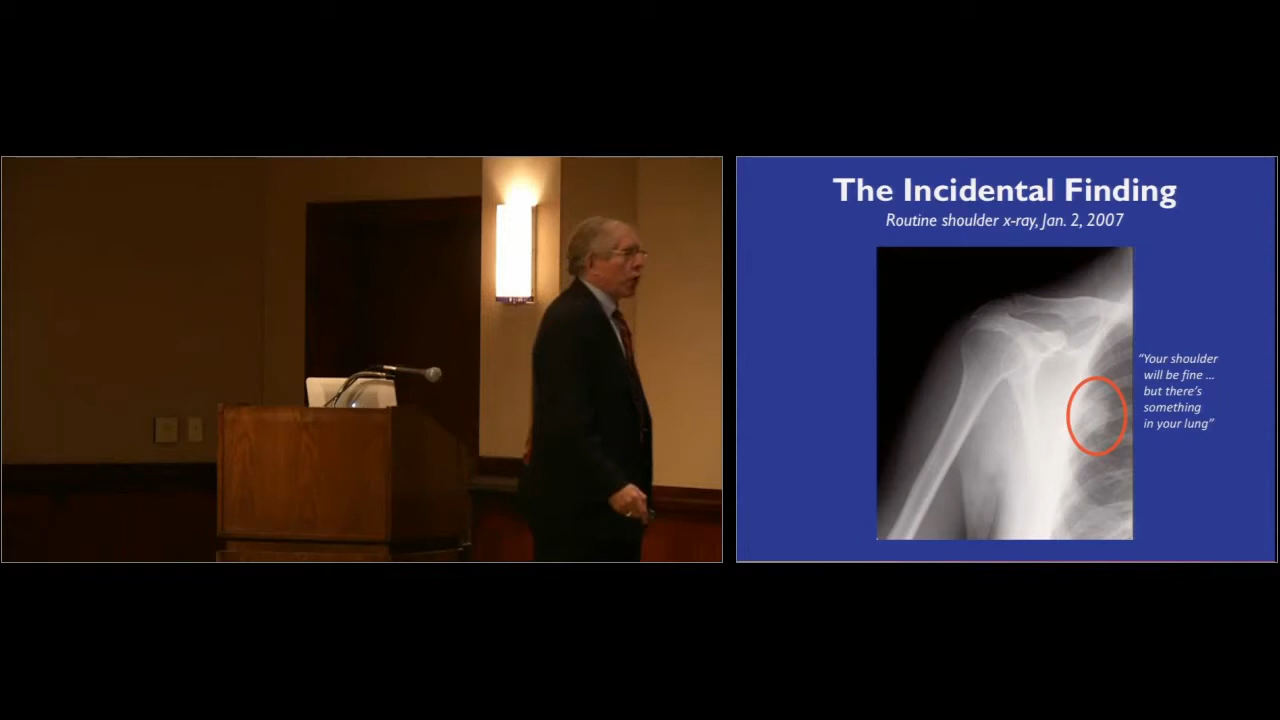 The Incidental Finding
Routine shoulder x-ray, Jan. 2, 2007
“Your shoulder
will be fine ...
but there’s
something
in your lung”